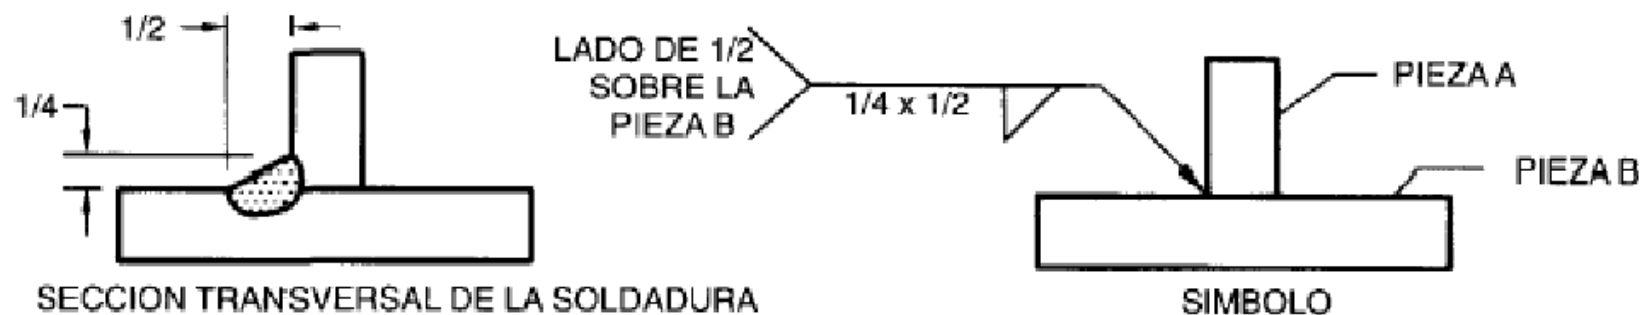 1/2
1/4
SECCION TRANSVERSAL DE LA SOLDADURA
LADO DE 1/2
SOBRE LA
PIEZA B
1/4 x 1/2
PIEZA A
PIEZA B
SIMBOLO